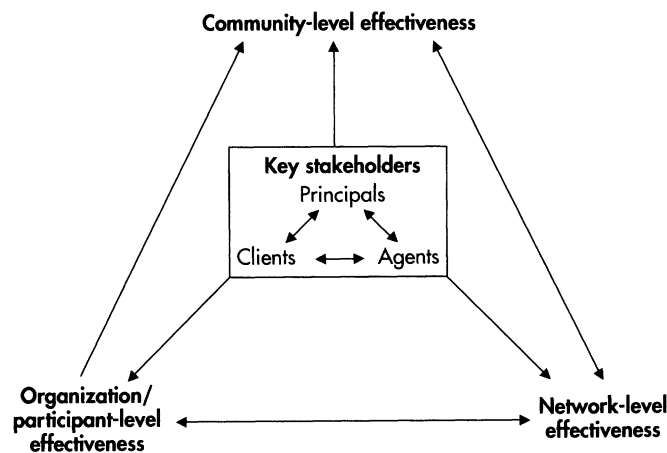 Community-level effectiveness
Key stakeholders
Principals
Clients
Agents
Organization/
participant-level
effectiveness
Network-level
effectiveness